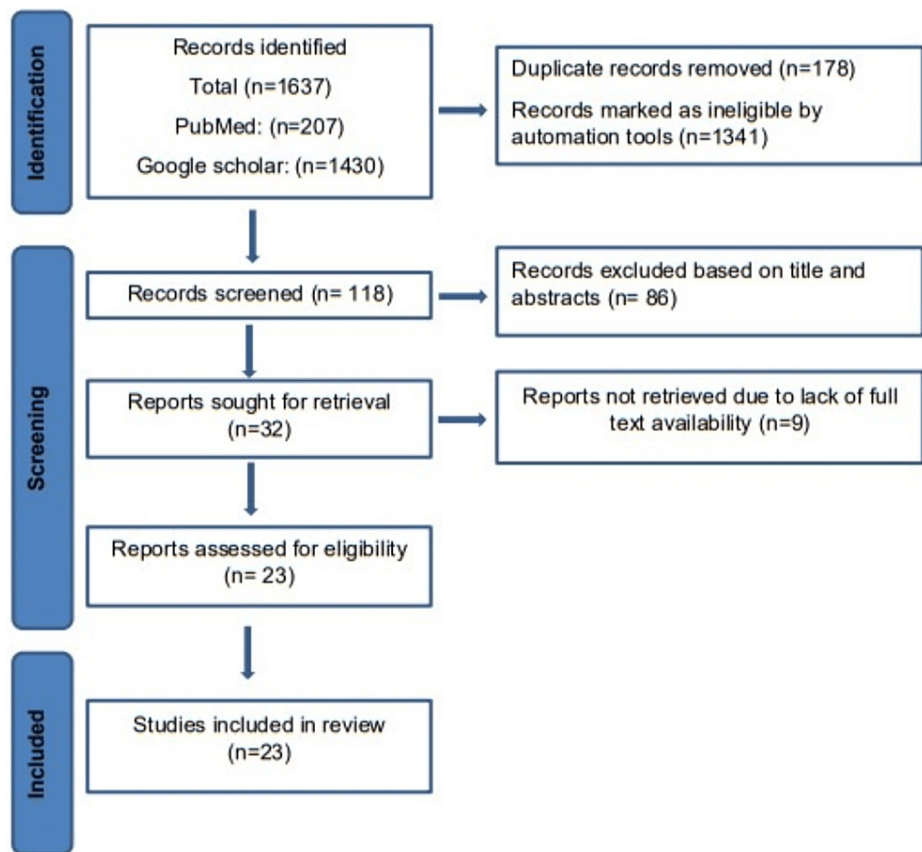 Identification
Records identified
Total (n=1637)
PubMed: (n=207)
Google scholar: (n=1430)
Duplicate records removed (n=178)
Records marked as ineligible by
automation tools (n=1341)
Screening
Records screened (n= 118)
Records excluded based on title and
abstracts (n= 86)
Reports sought for retrieval
(n=32)
Reports not retrieved due to lack of full
text availability (n=9)
Reports assessed for eligibility
(n= 23)
Included
Studies included in review
(n=23)